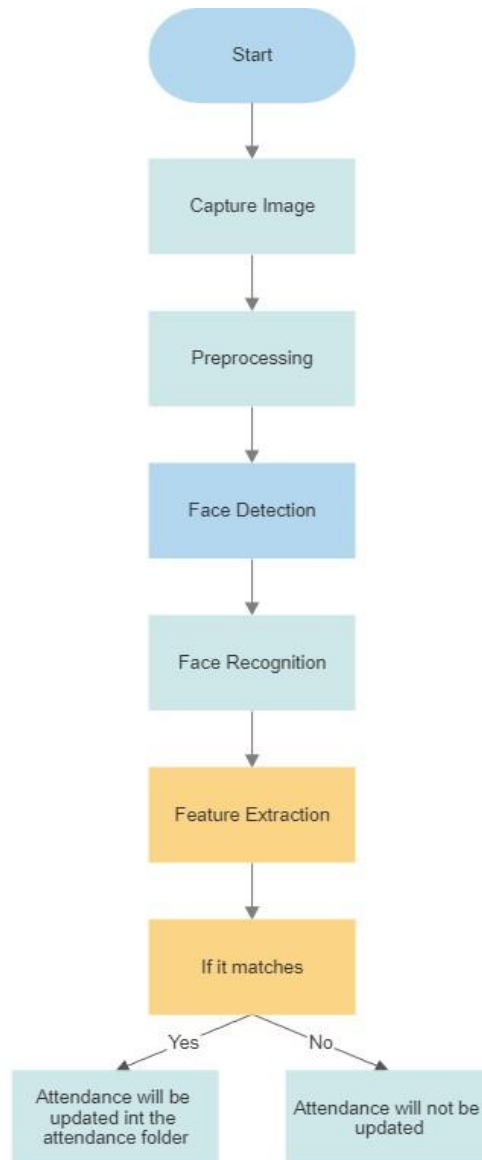 Start
Capture Image
Preprocessing
Face Detection
Face Recognition
Feature Extraction
If it matches
Yes
No
Attendance will be
updated int the
attendance folder
Attendance will not be
updated